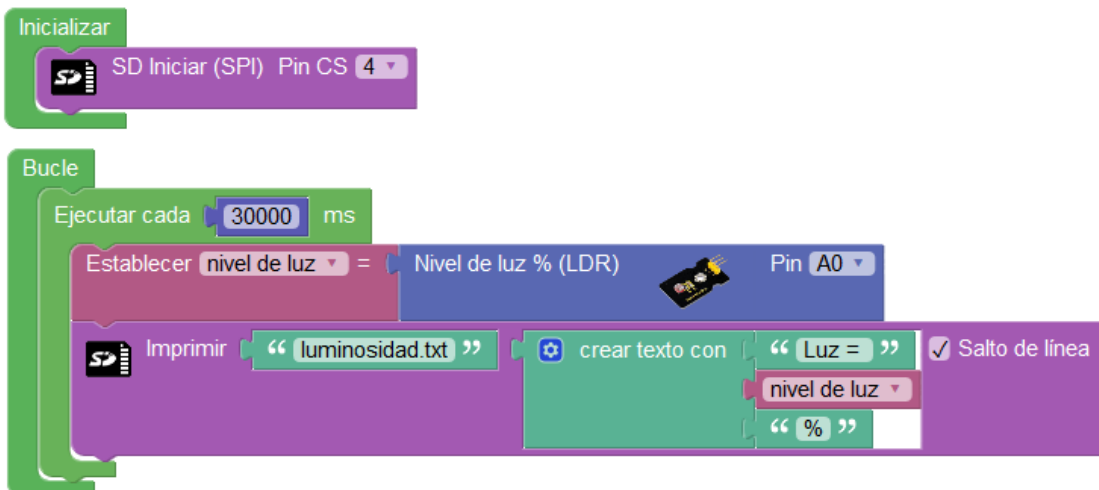 Inicializar
SD Iniciar (SPI) Pin CS 4
Bucle
Ejecutar cada 30000 ms
Establecer nivel de luz = Nivel de luz % (LDR) Pin A0
Imprimir “ luminosidad.txt ” crear texto con “ Luz = ” Salto de línea
nivel de luz
“ % ”